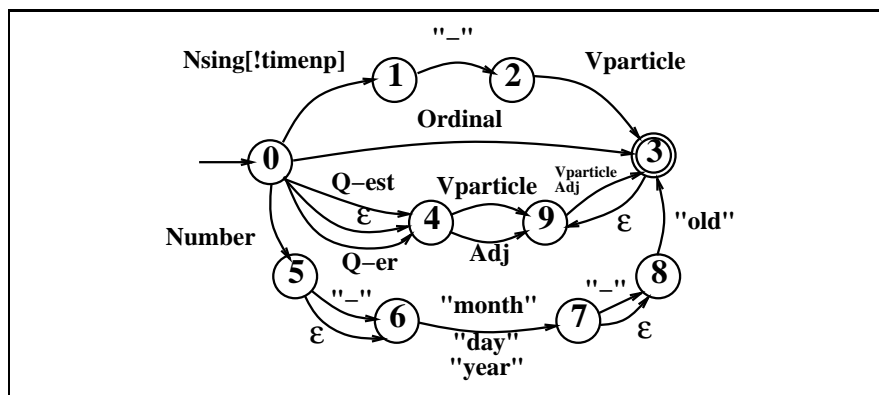 "–"
Nsing[!timenp]
1
2
Vparticle
Ordinal
0
3
Q–est
Vparticle
Vparticle
Adj
ε
4
9
ε
Number
Q–er
Adj
"old"
5
"–"
"month"
"–"
8
ε
6
"day"
7
ε
"year"